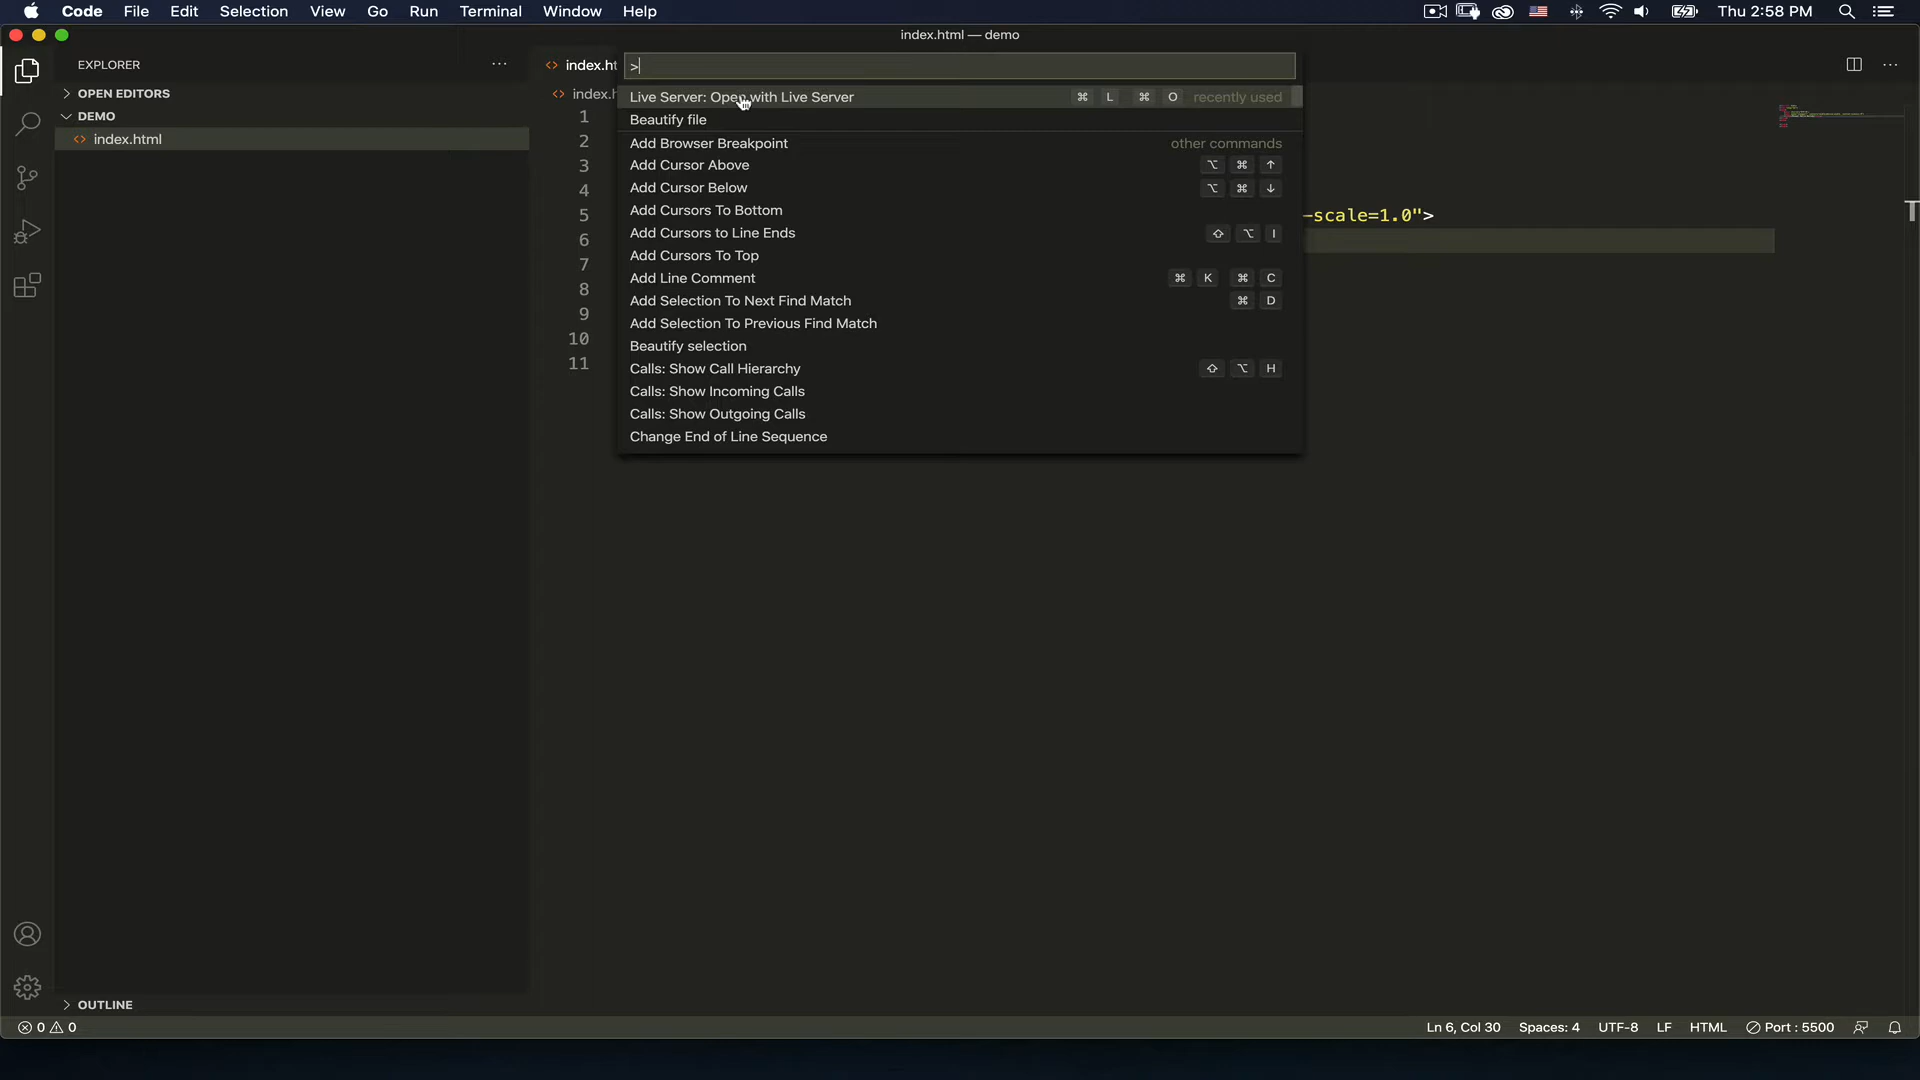 Code File Edit Selection View Go Run Terminal Window Help Thu 2:58 PM
index.html — demo
EXPLORER ···
OPEN EDITORS
DEMO
index.html
OUTLINE
index.ht
index.h
>
Live Server: Open with Live Server ⌘ L ⌘ O recently used
Beautify file
Add Browser Breakpoint other commands
Add Cursor Above ⌥ ⌘ ↑
Add Cursor Below ⌥ ⌘ ↓
Add Cursors To Bottom
Add Cursors to Line Ends ⇧ ⌥ I
Add Cursors To Top
Add Line Comment ⌘ K ⌘ C
Add Selection To Next Find Match ⌘ D
Add Selection To Previous Find Match
Beautify selection
Calls: Show Call Hierarchy ⇧ ⌥ H
Calls: Show Incoming Calls
Calls: Show Outgoing Calls
Change End of Line Sequence
1
2
3
4
5 -scale=1.0">
6
7
8
9
10
11
0 0 Ln 6, Col 30 Spaces: 4 UTF-8 LF HTML Port : 5500